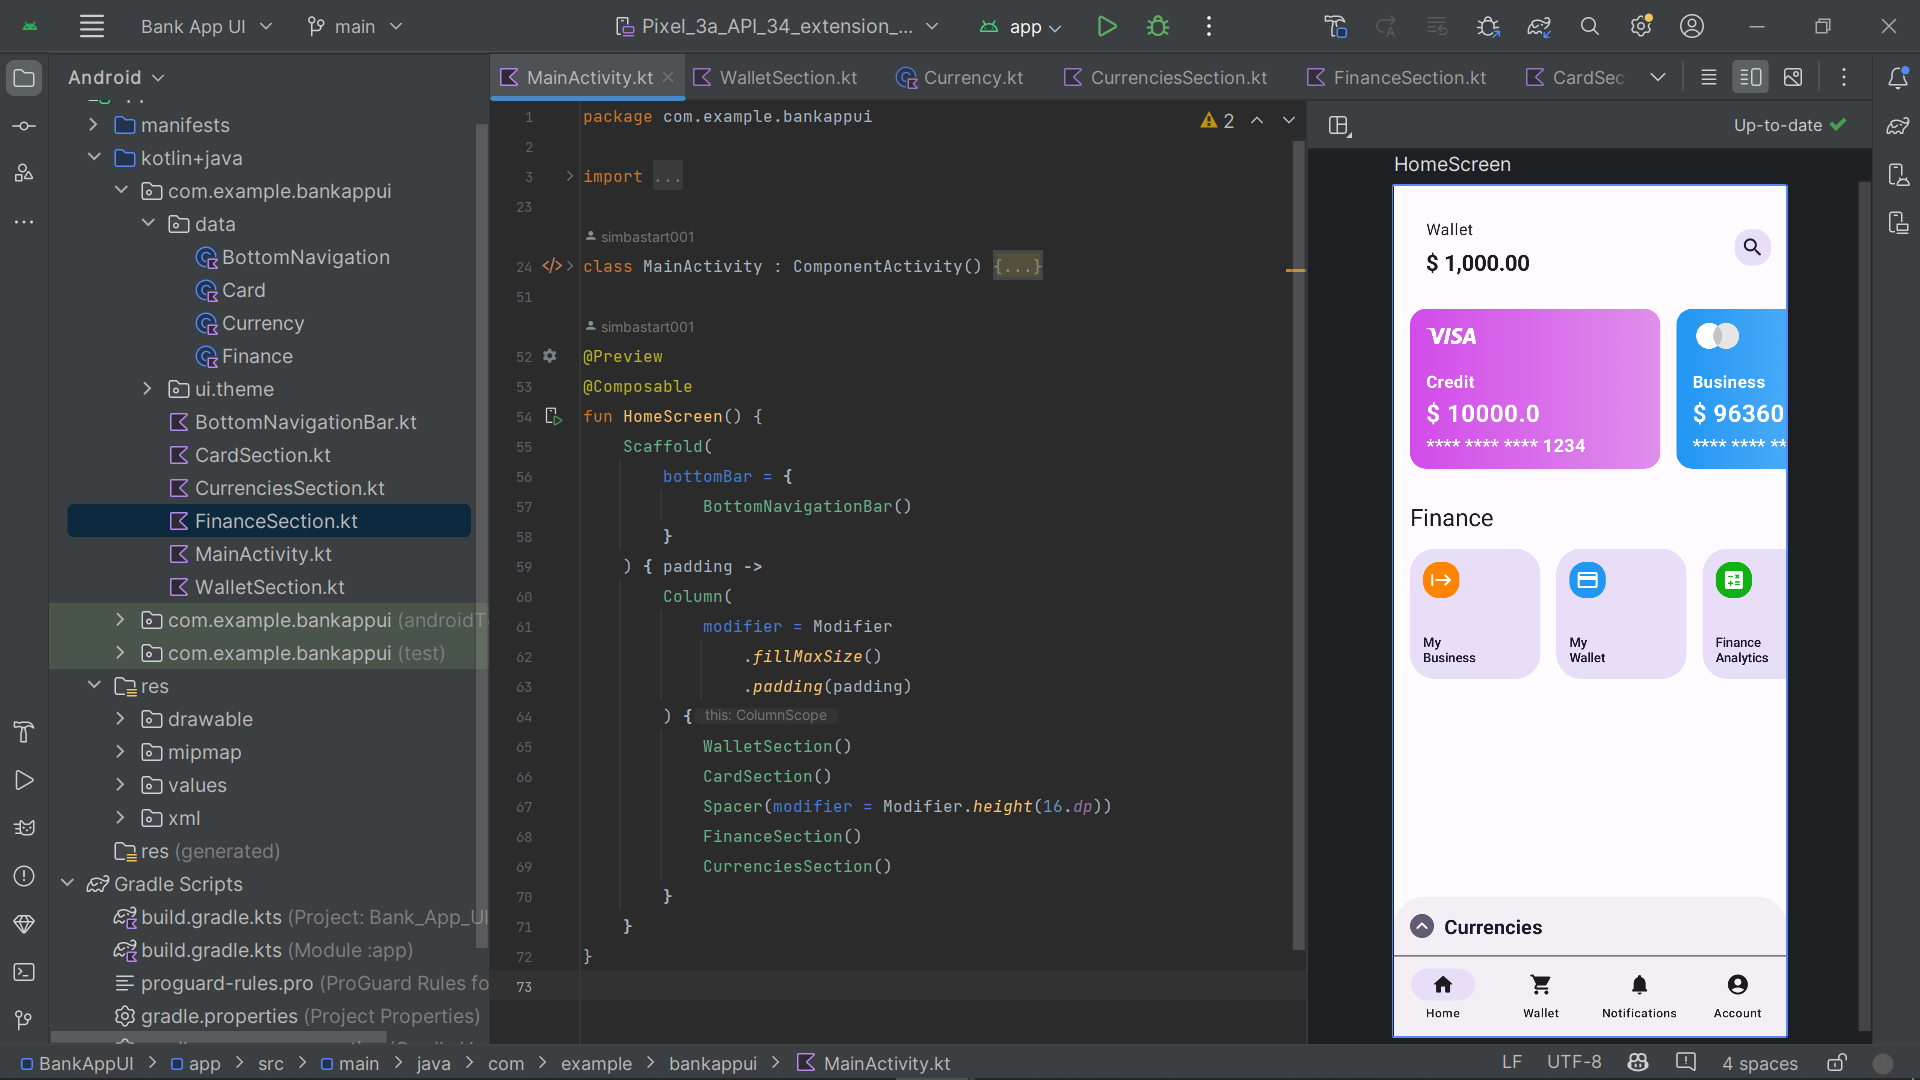 Bank App UI
main
Pixel_3a_API_34_extension_...
app
Android
MainActivity.kt
WalletSection.kt
Currency.kt
CurrenciesSection.kt
FinanceSection.kt
CardSec
manifests
kotlin+java
com.example.bankappui
data
BottomNavigation
Card
Currency
Finance
ui.theme
BottomNavigationBar.kt
CardSection.kt
CurrenciesSection.kt
FinanceSection.kt
MainActivity.kt
WalletSection.kt
com.example.bankappui (androidT
com.example.bankappui (test)
res
drawable
mipmap
values
xml
res (generated)
Gradle Scripts
build.gradle.kts (Project: Bank_App_UI
build.gradle.kts (Module :app)
proguard-rules.pro (ProGuard Rules fo
gradle.properties (Project Properties)
1 package com.example.bankappui
2
3 import ...
23
simbastart001
24 class MainActivity : ComponentActivity() {...}
51
simbastart001
52 @Preview
53 @Composable
54 fun HomeScreen() {
55 Scaffold(
56 bottomBar = {
57 BottomNavigationBar()
58 }
59 ) { padding ->
60 Column(
61 modifier = Modifier
62 .fillMaxSize()
63 .padding(padding)
64 ) { this: ColumnScope
65 WalletSection()
66 CardSection()
67 Spacer(modifier = Modifier.height(16.dp))
68 FinanceSection()
69 CurrenciesSection()
70 }
71 }
72 }
73
2
Up-to-date
HomeScreen
Wallet
$ 1,000.00
VISA
Credit
$ 10000.0
**** **** **** 1234
Business
$ 96360
**** **** **
Finance
My
Business
My
Wallet
Finance
Analytics
Currencies
Home
Wallet
Notifications
Account
BankAppUI > app > src > main > java > com > example > bankappui > MainActivity.kt
LF
UTF-8
4 spaces